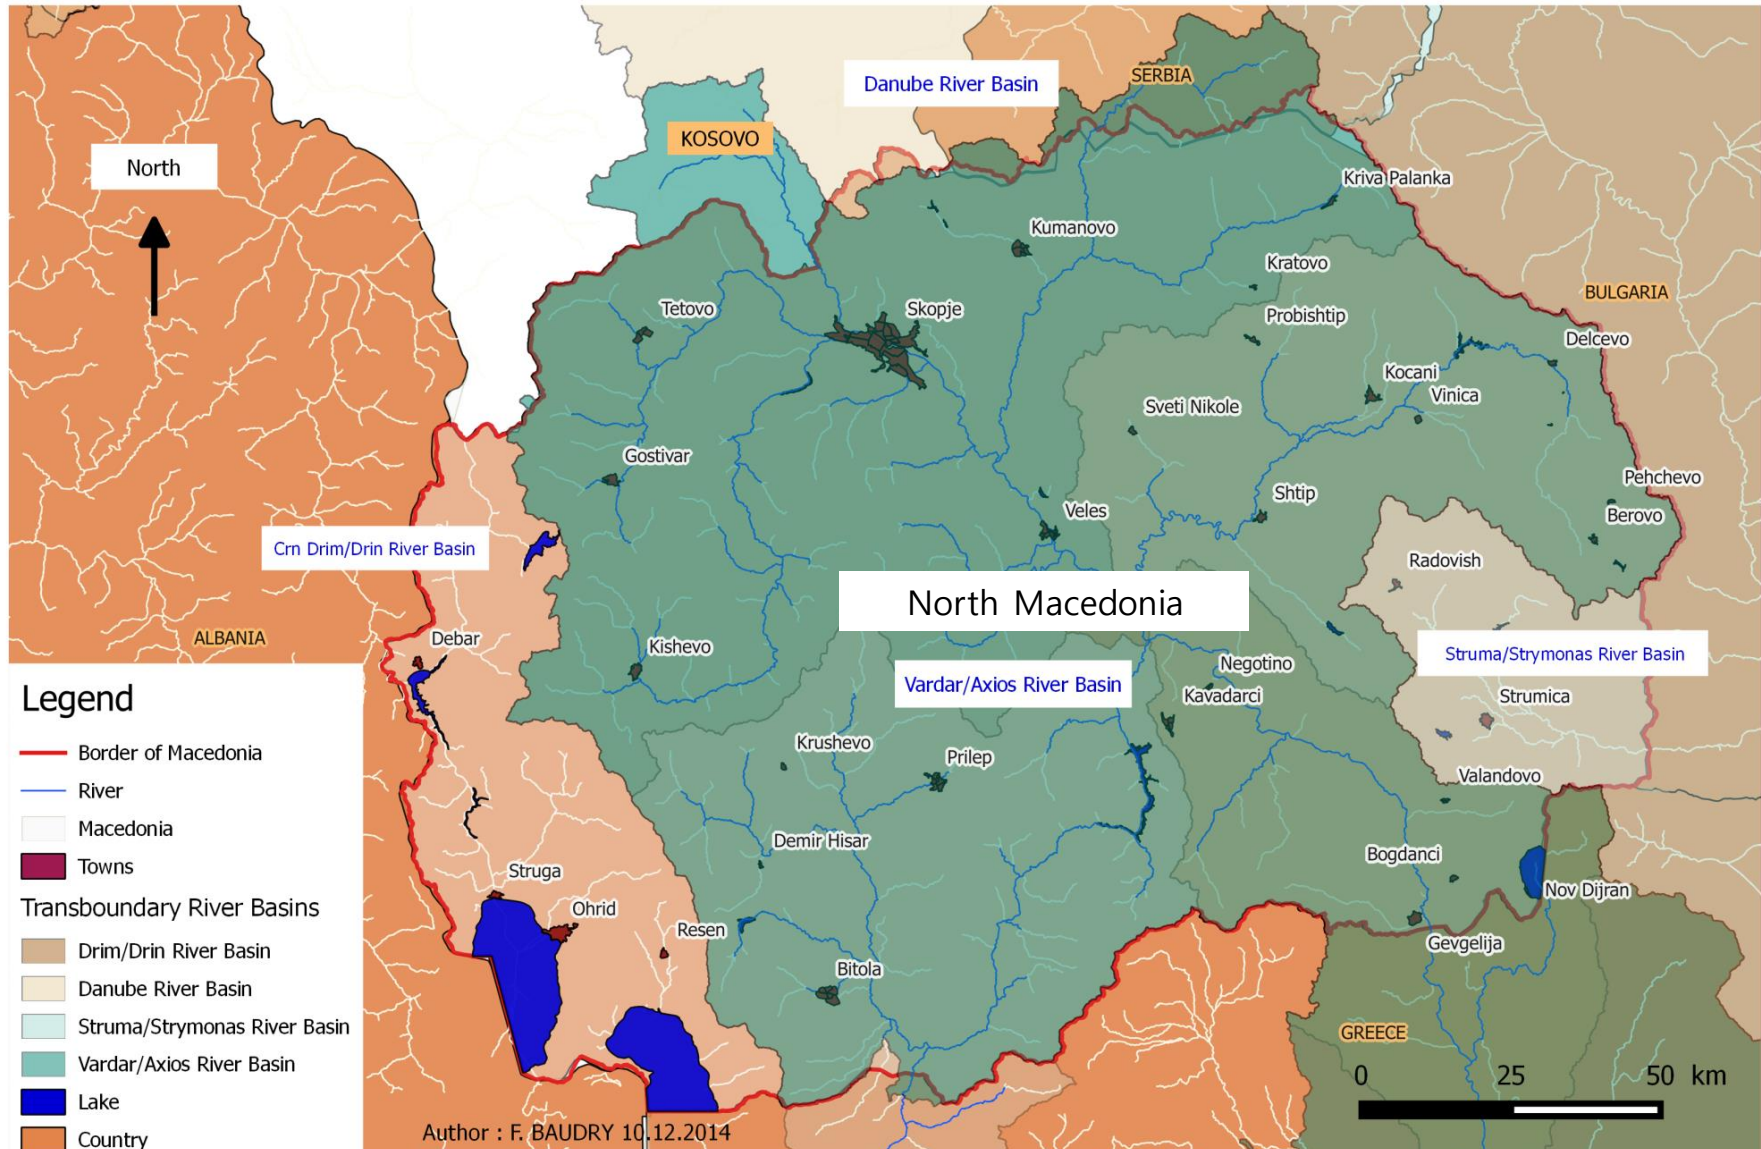 Danube River Basin
SERBIA
KOSOVO
North
Kriva Palanka
Kumanovo
Kratovo
BULGARIA
Tetovo
Skopje
Probishtip
Delcevo
Kocani
Vinica
Sveti Nikole
Gostivar
Pehchevo
Shtip
Veles
Berovo
Crn Drim/Drin River Basin
Radovish
North Macedonia
ALBANIA
Debar
Kishevo
Struma/Strymonas River Basin
Negotino
Vardar/Axios River Basin
Kavadarci
Strumica
Krushevo
Prilep
Valandovo
Demir Hisar
Bogdanci
Struga
Nov Dijran
Ohrid
Resen
Gevgelija
Bitola
GREECE
Legend
Border of Macedonia
River
Macedonia
Towns
Transboundary River Basins
Drim/Drin River Basin
Danube River Basin
Struma/Strymonas River Basin
Vardar/Axios River Basin
Lake
Country
0 25 50 km
Author : F. BAUDRY 10.12.2014